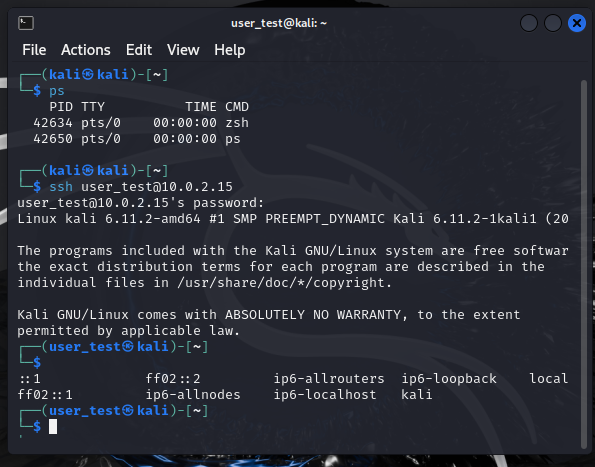 user_test@kali: ~
File Actions Edit View Help
┌──(kali㉿kali)-[~]
└─$ ps
    PID TTY          TIME CMD
  42634 pts/0    00:00:00 zsh
  42650 pts/0    00:00:00 ps
┌──(kali㉿kali)-[~]
└─$ ssh user_test@10.0.2.15
user_test@10.0.2.15's password:
Linux kali 6.11.2-amd64 #1 SMP PREEMPT_DYNAMIC Kali 6.11.2-1kali1 (20
The programs included with the Kali GNU/Linux system are free softwar
the exact distribution terms for each program are described in the
individual files in /usr/share/doc/*/copyright.
Kali GNU/Linux comes with ABSOLUTELY NO WARRANTY, to the extent
permitted by applicable law.
┌──(user_test㉿kali)-[~]
└─$
::1             ff02::2         ip6-allrouters  ip6-loopback    local
ff02::1         ip6-allnodes    ip6-localhost   kali
┌──(user_test㉿kali)-[~]
└─$